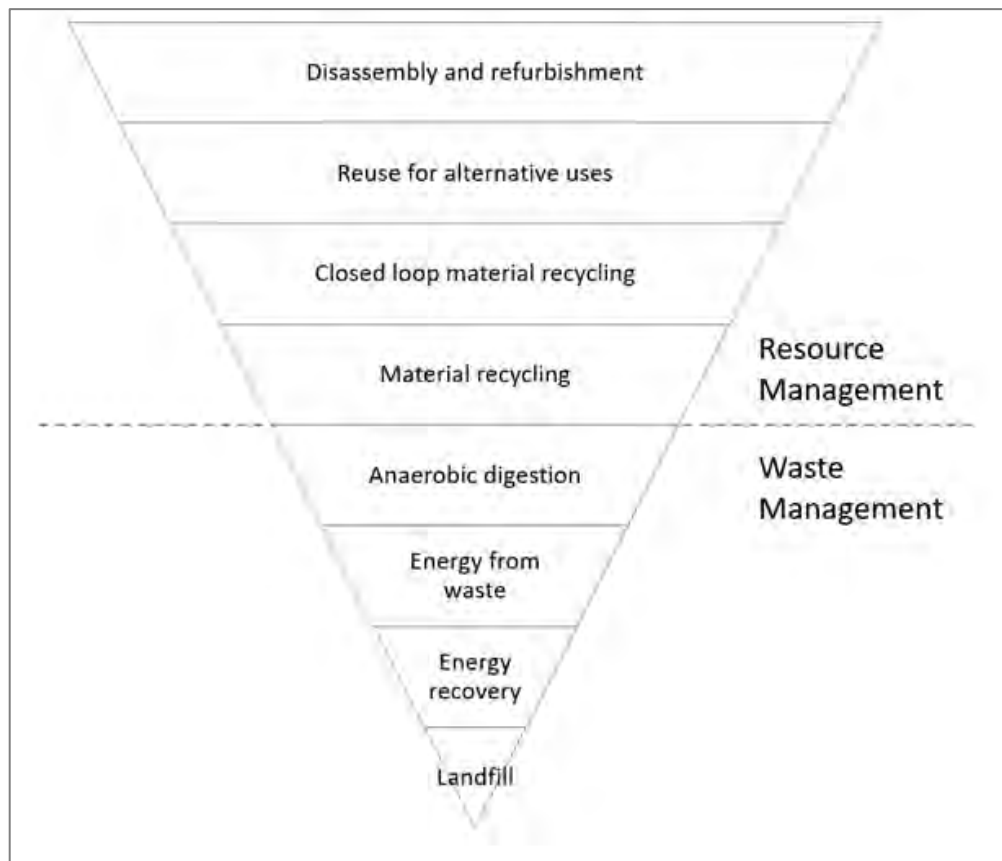 Disassembly and refurbishment
Reuse for alternative uses
Closed loop material recycling
Material recycling
Resource
Management
Anaerobic digestion
Waste
Management
Energy from
waste
Energy
recovery
Landfill